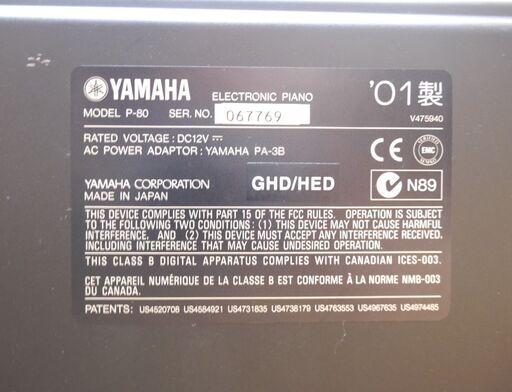 YAMAHA ELECTRONIC PIANO '01製
MODEL P-80 SERIAL NO. 067769 V475940
RATED VOLTAGE : DC12V
AC POWER ADAPTOR : YAMAHA PA-3B
CE EMC
YAMAHA CORPORATION GHD/HED N89
MADE IN JAPAN
THIS DEVICE COMPLIES WITH PART 15 OF THE FCC RULES. OPERATION IS SUBJECT
TO THE FOLLOWING TWO CONDITIONS : (1) THIS DEVICE MAY NOT CAUSE HARMFUL
INTERFERENCE, AND (2) THIS DEVICE MUST ACCEPT ANY INTERFERENCE RECEIVED,
INCLUDING INTERFERENCE THAT MAY CAUSE UNDESIRED OPERATION.
THIS CLASS B DIGITAL APPARATUS COMPLIES WITH CANADIAN ICES-003.
CET APPAREIL NUMÉRIQUE DE LA CLASSE B EST CONFORME À LA NORME NMB-003
DU CANADA.
PATENTS: US4520708 US4584921 US4731835 US4738179 US4763553 US4967635 US4974485